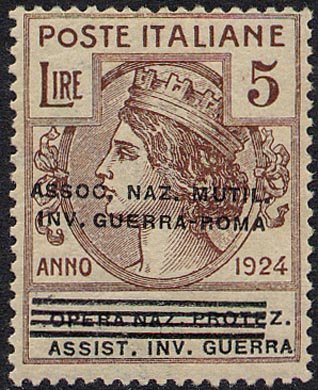 POSTE ITALIANE
LIRE 5
ASSOC. NAZ. MUTIL.
INV. GUERRA-ROMA
ANNO 1924
OPERA NAZ. PROTEZ.
ASSIST. INV. GUERRA